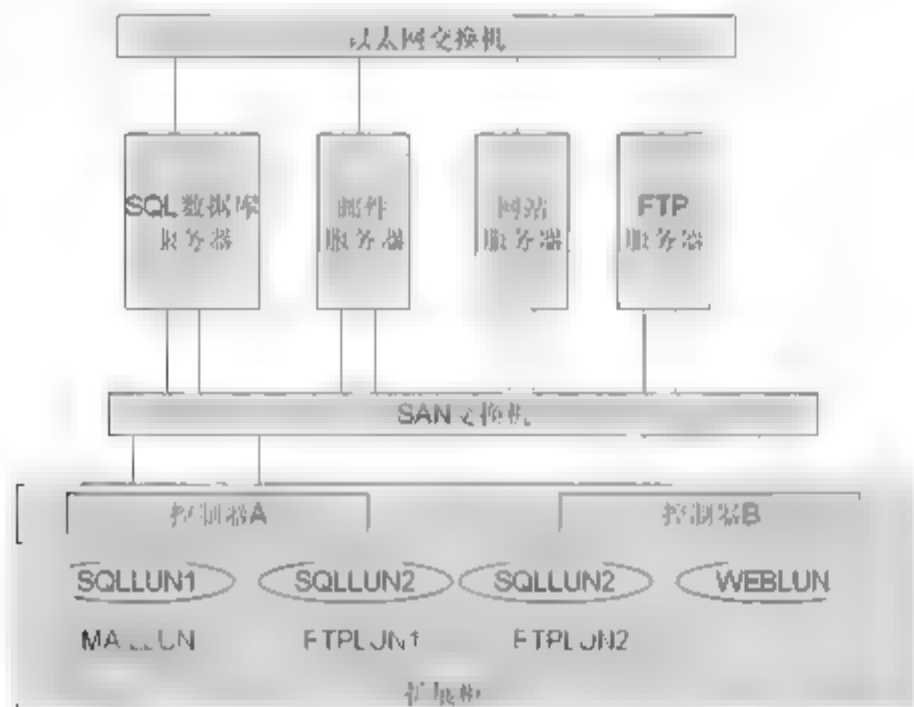 以太网交换机
SQL数据库 邮件 网站 FTP
服务器 服务器 服务器 服务器
SAN交换机
控制器A 控制器B
SQLLUN1 SQLLUN2 SQLLUN2 WEBLUN
MAILLUN FTPLUN1 FTPLUN2
扩展柜